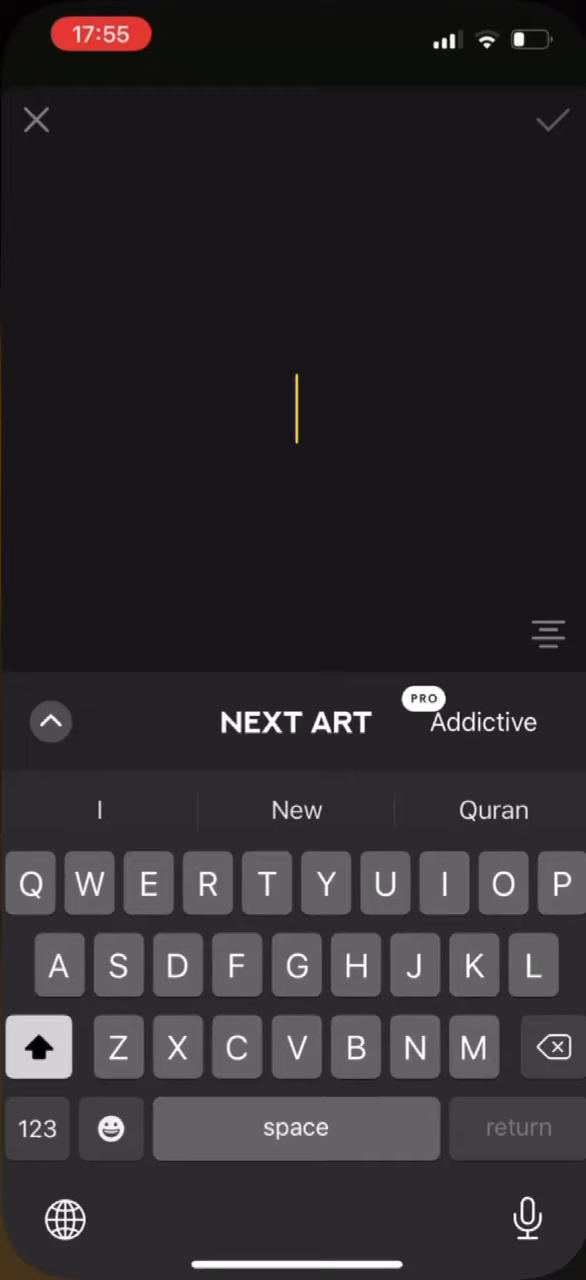 17:55
NEXT ART
PRO
Addictive
I
New
Quran
Q W E R T Y U I O P
A S D F G H J K L
Z X C V B N M
123
space
return